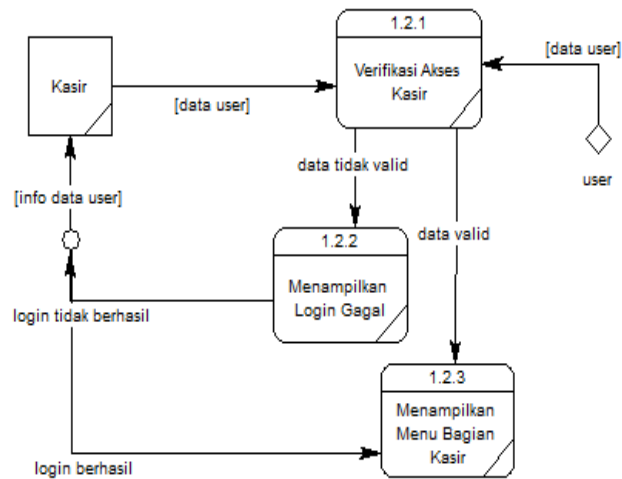 1.2.1
[data user]
Kasir
Verifikasi Akses
Kasir
[data user]
data tidak valid
user
[info data user]
1.2.2
data valid
Menampilkan
Login Gagal
login tidak berhasil
1.2.3
Menampilkan
Menu Bagian
Kasir
login berhasil